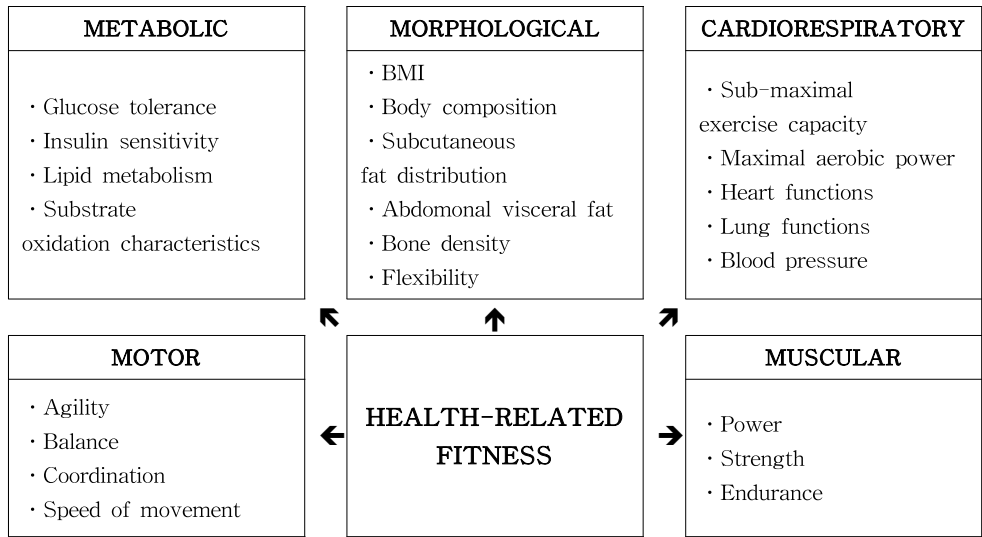 METABOLIC
· Glucose tolerance
· Insulin sensitivity
· Lipid metabolism
· Substrate
oxidation characteristics
MORPHOLOGICAL
· BMI
· Body composition
· Subcutaneous
fat distribution
· Abdomonal visceral fat
· Bone density
· Flexibility
CARDIORESPIRATORY
· Sub-maximal
exercise capacity
· Maximal aerobic power
· Heart functions
· Lung functions
· Blood pressure
MOTOR
· Agility
· Balance
· Coordination
· Speed of movement
HEALTH-RELATED
FITNESS
MUSCULAR
· Power
· Strength
· Endurance